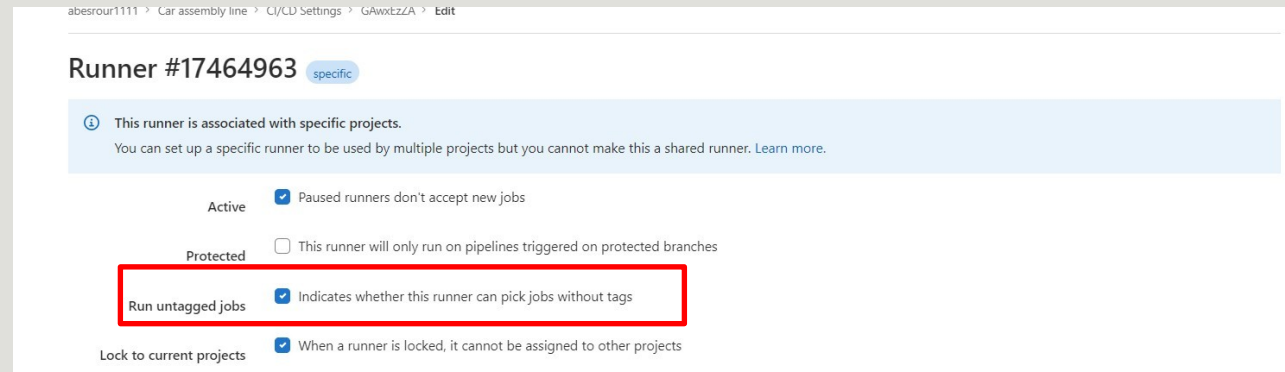 abesrour1111 > Car assembly line > CI/CD Settings > GAwxEzZA > Edit
Runner #17464963 specific
This runner is associated with specific projects.
You can set up a specific runner to be used by multiple projects but you cannot make this a shared runner. Learn more.
Active Paused runners don't accept new jobs
Protected This runner will only run on pipelines triggered on protected branches
Run untagged jobs Indicates whether this runner can pick jobs without tags
Lock to current projects When a runner is locked, it cannot be assigned to other projects